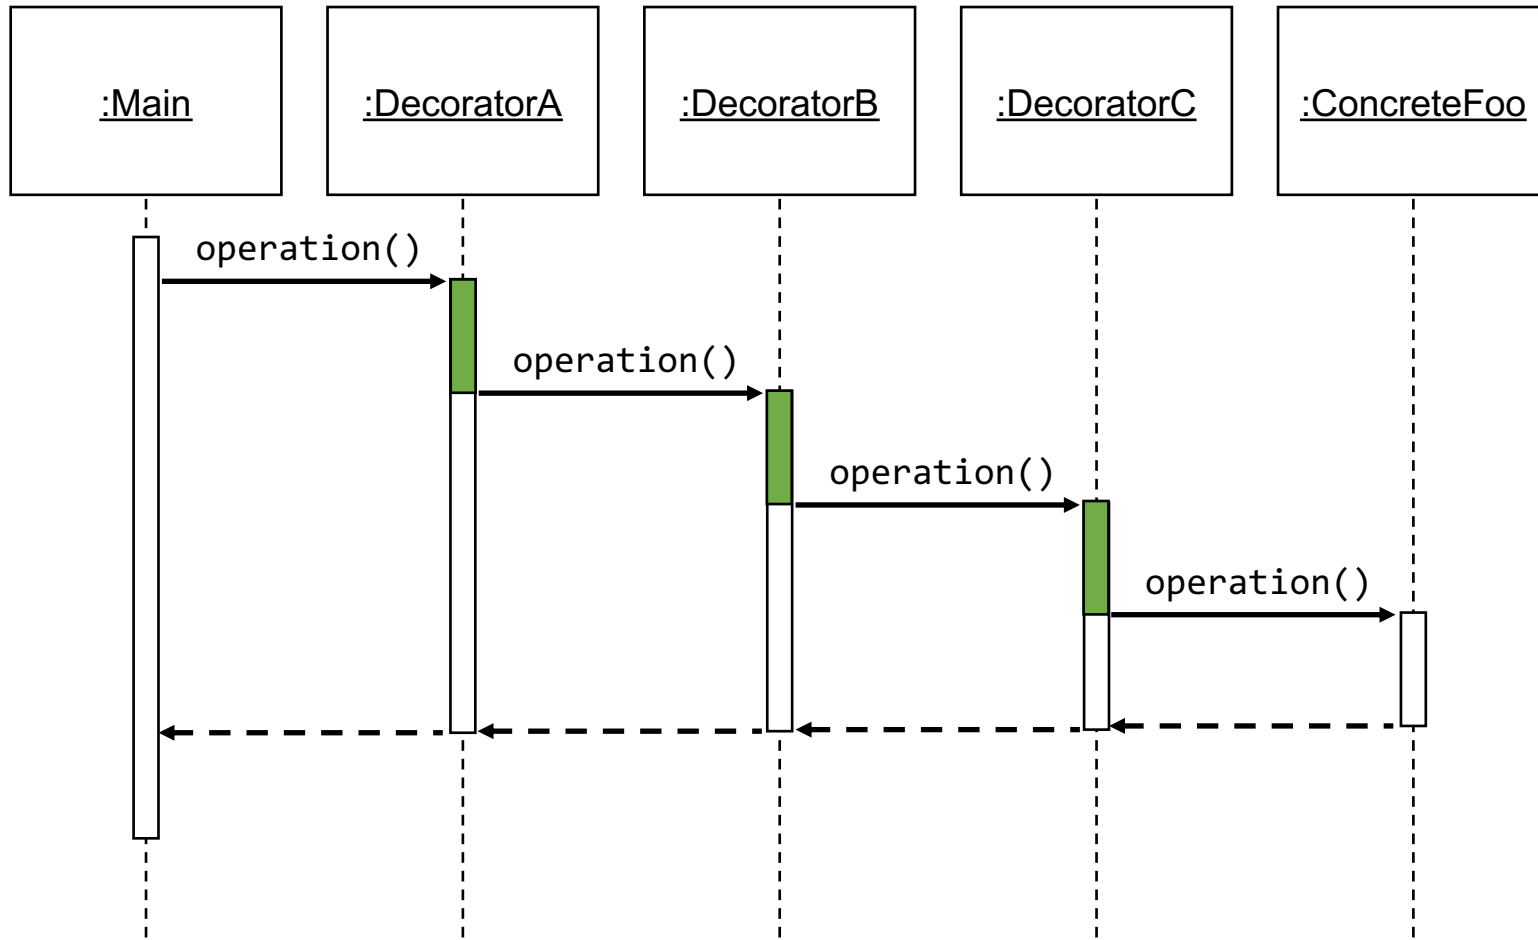 :Main
:DecoratorA
:DecoratorB
:DecoratorC
:ConcreteFoo
operation()
operation()
operation()
operation()